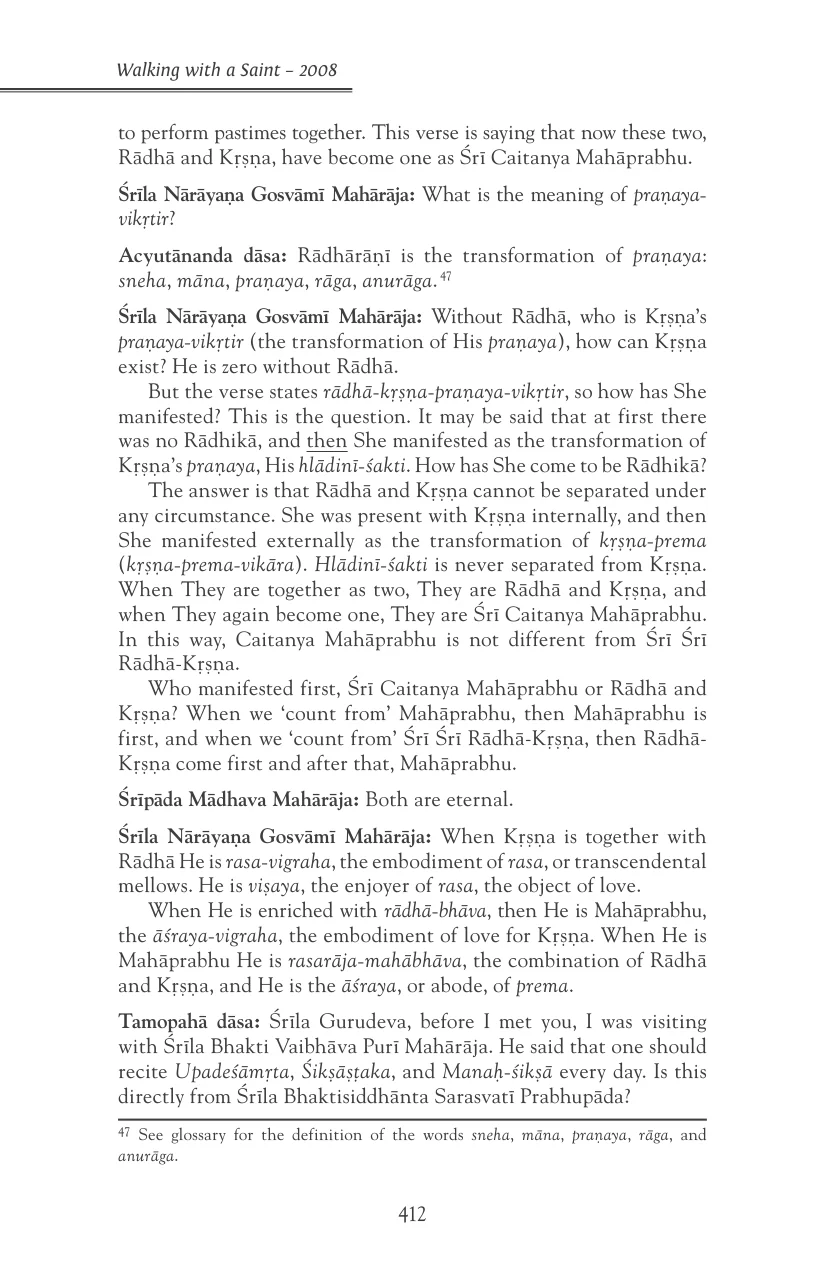 Walking with a Saint – 2008
to perform pastimes together. This verse is saying that now these two,
Rādhā and Kṛṣṇa, have become one as Śrī Caitanya Mahāprabhu.
Śrīla Nārāyaṇa Gosvāmī Mahārāja: What is the meaning of praṇaya-
vikṛtir?
Acyutānanda dāsa: Rādhārāṇī is the transformation of praṇaya:
sneha, māna, praṇaya, rāga, anurāga. 47
Śrīla Nārāyaṇa Gosvāmī Mahārāja: Without Rādhā, who is Kṛṣṇa’s
praṇaya-vikṛtir (the transformation of His praṇaya), how can Kṛṣṇa
exist? He is zero without Rādhā.
But the verse states rādhā-kṛṣṇa-praṇaya-vikṛtir, so how has She
manifested? This is the question. It may be said that at first there
was no Rādhikā, and then She manifested as the transformation of
Kṛṣṇa’s praṇaya, His hlādinī-śakti. How has She come to be Rādhikā?
The answer is that Rādhā and Kṛṣṇa cannot be separated under
any circumstance. She was present with Kṛṣṇa internally, and then
She manifested externally as the transformation of kṛṣṇa-prema
(kṛṣṇa-prema-vikāra). Hlādinī-śakti is never separated from Kṛṣṇa.
When They are together as two, They are Rādhā and Kṛṣṇa, and
when They again become one, They are Śrī Caitanya Mahāprabhu.
In this way, Caitanya Mahāprabhu is not different from Śrī Śrī
Rādhā-Kṛṣṇa.
Who manifested first, Śrī Caitanya Mahāprabhu or Rādhā and
Kṛṣṇa? When we ‘count from’ Mahāprabhu, then Mahāprabhu is
first, and when we ‘count from’ Śrī Śrī Rādhā-Kṛṣṇa, then Rādhā-
Kṛṣṇa come first and after that, Mahāprabhu.
Śrīpāda Mādhava Mahārāja: Both are eternal.
Śrīla Nārāyaṇa Gosvāmī Mahārāja: When Kṛṣṇa is together with
Rādhā He is rasa-vigraha, the embodiment of rasa, or transcendental
mellows. He is viṣaya, the enjoyer of rasa, the object of love.
When He is enriched with rādhā-bhāva, then He is Mahāprabhu,
the āśraya-vigraha, the embodiment of love for Kṛṣṇa. When He is
Mahāprabhu He is rasarāja-mahābhāva, the combination of Rādhā
and Kṛṣṇa, and He is the āśraya, or abode, of prema.
Tamopahā dāsa: Śrīla Gurudeva, before I met you, I was visiting
with Śrīla Bhakti Vaibhāva Purī Mahārāja. He said that one should
recite Upadeśāmṛta, Śikṣāṣṭaka, and Manaḥ-śikṣā every day. Is this
directly from Śrīla Bhaktisiddhānta Sarasvatī Prabhupāda?
47 See glossary for the definition of the words sneha, māna, praṇaya, rāga, and
anurāga.
412